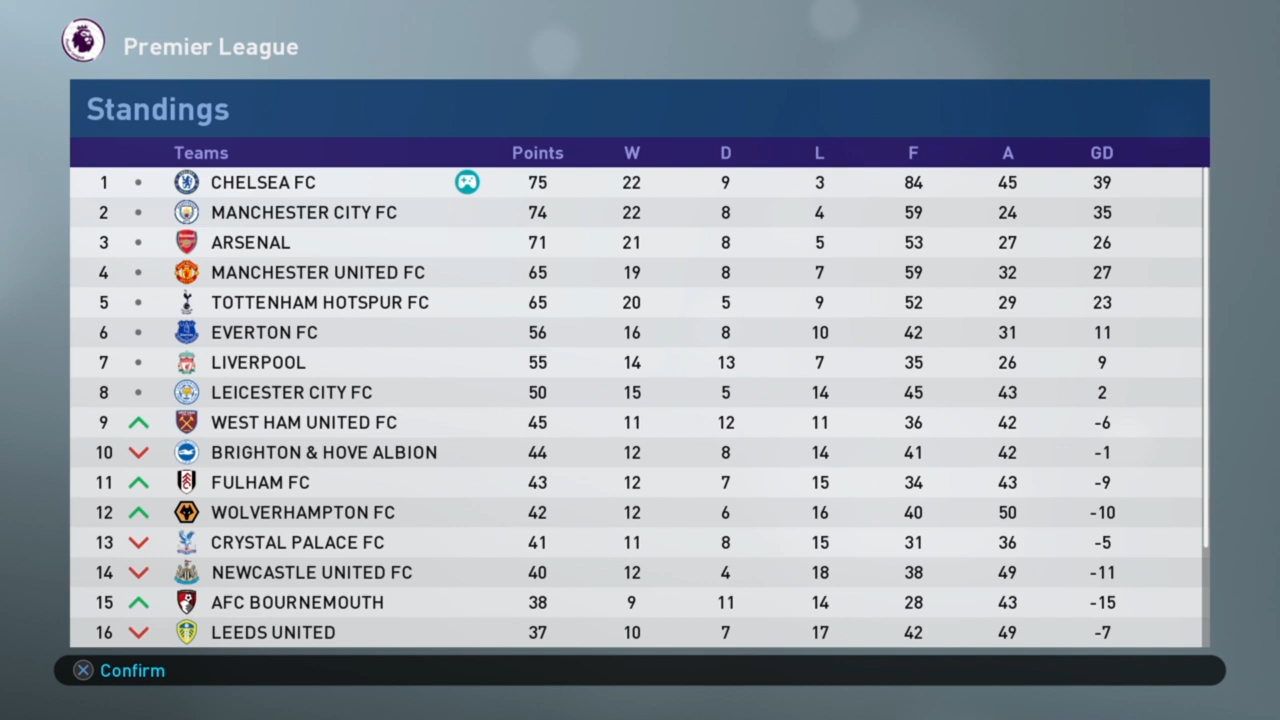 Premier League
Standings
Teams Points W D L F A GD
1 CHELSEA FC 75 22 9 3 84 45 39
2 MANCHESTER CITY FC 74 22 8 4 59 24 35
3 ARSENAL 71 21 8 5 53 27 26
4 MANCHESTER UNITED FC 65 19 8 7 59 32 27
5 TOTTENHAM HOTSPUR FC 65 20 5 9 52 29 23
6 EVERTON FC 56 16 8 10 42 31 11
7 LIVERPOOL 55 14 13 7 35 26 9
8 LEICESTER CITY FC 50 15 5 14 45 43 2
9 WEST HAM UNITED FC 45 11 12 11 36 42 -6
10 BRIGHTON & HOVE ALBION 44 12 8 14 41 42 -1
11 FULHAM FC 43 12 7 15 34 43 -9
12 WOLVERHAMPTON FC 42 12 6 16 40 50 -10
13 CRYSTAL PALACE FC 41 11 8 15 31 36 -5
14 NEWCASTLE UNITED FC 40 12 4 18 38 49 -11
15 AFC BOURNEMOUTH 38 9 11 14 28 43 -15
16 LEEDS UNITED 37 10 7 17 42 49 -7
Confirm